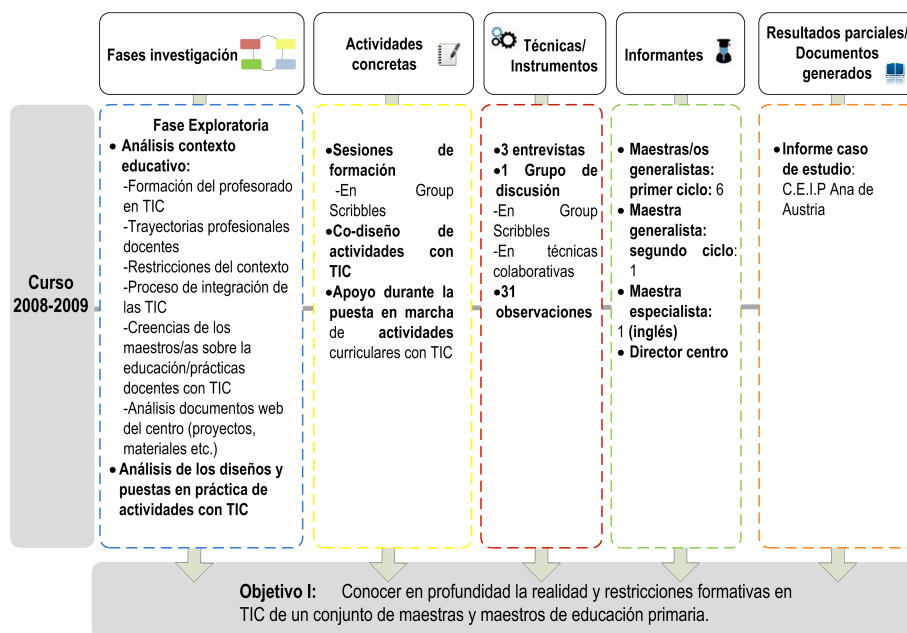 Fases investigación
Actividades
concretas
Técnicas/
Instrumentos
Informantes
Resultados parciales/
Documentos
generados
Curso
2008-2009
Fase Exploratoria
• Análisis contexto
educativo:
-Formación del profesorado
en TIC
-Trayectorias profesionales
docentes
-Restricciones del contexto
-Proceso de integración de
las TIC
-Creencias de los
maestros/as sobre la
educación/prácticas
docentes con TIC
-Análisis documentos web
del centro (proyectos,
materiales etc.)
• Análisis de los diseños y
puestas en práctica de
actividades con TIC
•Sesiones de
formación
-En Group
Scribbles
•Co-diseño de
actividades con
TIC
•Apoyo durante la
puesta en marcha
de actividades
curriculares con TIC
•3 entrevistas
•1 Grupo de
discusión
-En Group
Scribbles
-En técnicas
colaborativas
•31
observaciones
• Maestras/os
generalistas:
primer ciclo: 6
• Maestra
generalista:
segundo ciclo:
1
• Maestra
especialista:
1 (inglés)
• Director centro
• Informe caso
de estudio:
C.E.I.P Ana de
Austria
Objetivo I: Conocer en profundidad la realidad y restricciones formativas en
TIC de un conjunto de maestras y maestros de educación primaria.